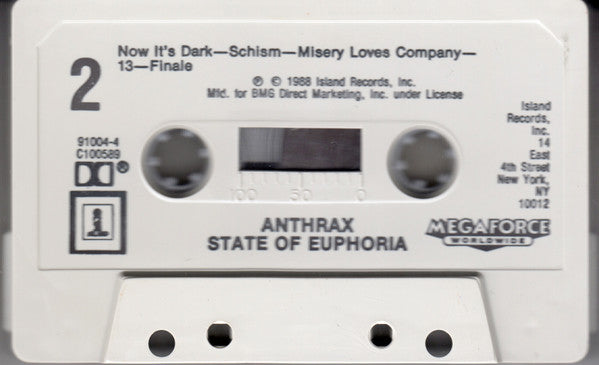 2
Now It's Dark—Schism—Misery Loves Company—
13—Finale
℗ © 1988 Island Records, Inc.
Mfd. for BMG Direct Marketing, Inc. under License
91004-4
C100589
Island
Records,
Inc.
14
East
4th Street
New York,
NY
10012
100 50 0
i
ANTHRAX
STATE OF EUPHORIA
MEGAFORCE
WORLDWIDE